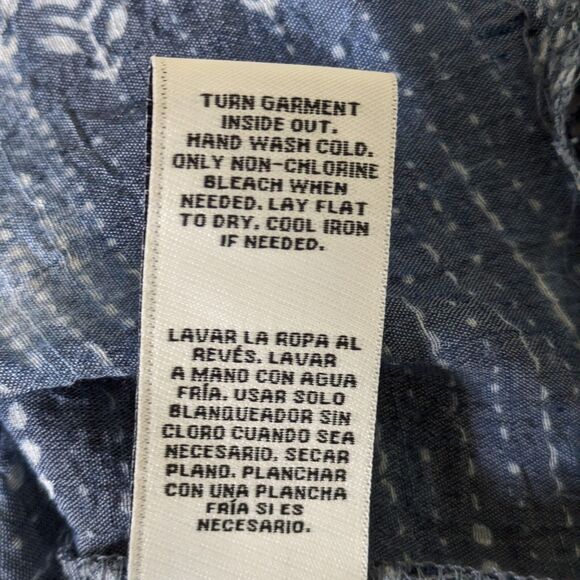 TURN GARMENT
INSIDE OUT.
HAND WASH COLD.
ONLY NON-CHLORINE
BLEACH WHEN
NEEDED. LAY FLAT
TO DRY. COOL IRON
IF NEEDED.
LAVAR LA ROPA AL
REVÉS. LAVAR
A MANO CON AGUA
FRÍA. USAR SOLO
BLANQUEADOR SIN
CLORO CUANDO SEA
NECESARIO. SECAR
PLANO. PLANCHAR
CON UNA PLANCHA
FRÍA SI ES
NECESARIO.